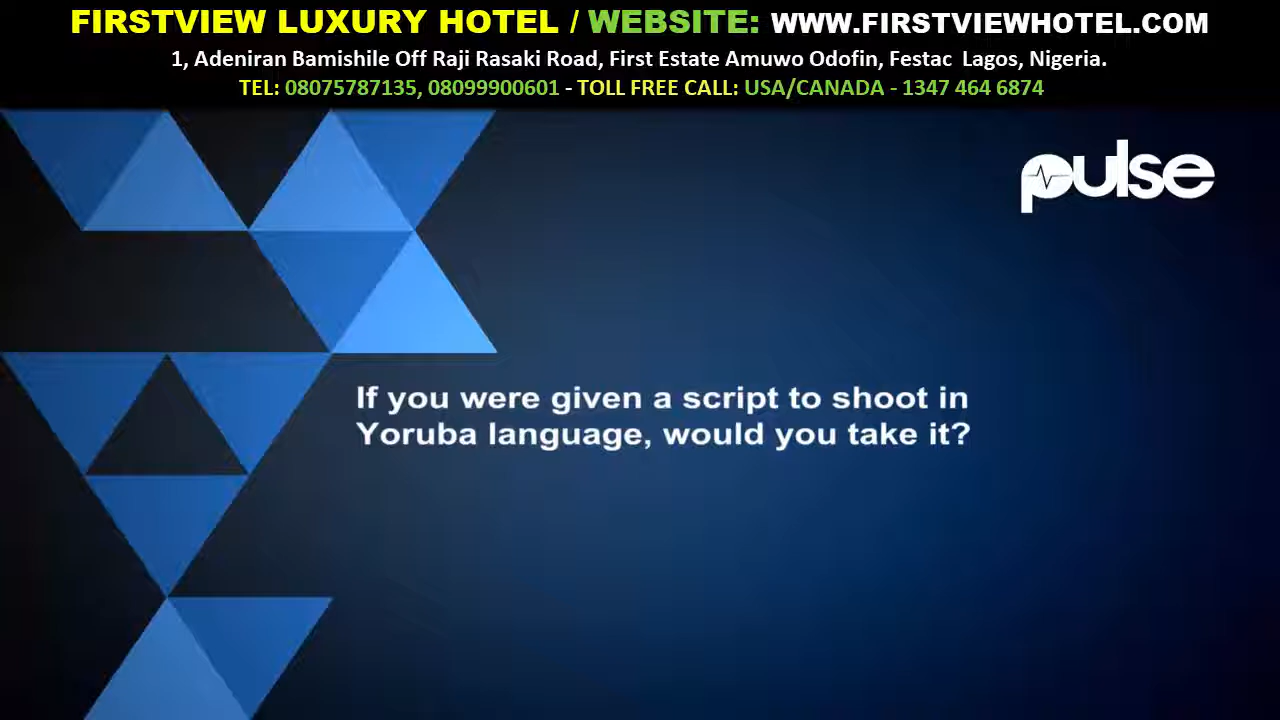 FIRSTVIEW LUXURY HOTEL / WEBSITE: WWW.FIRSTVIEWHOTEL.COM
1, Adeniran Bamishile Off Raji Rasaki Road, First Estate Amuwo Odofin, Festac Lagos, Nigeria.
TEL: 08075787135, 08099900601 - TOLL FREE CALL: USA/CANADA - 1347 464 6874
pulse
If you were given a script to shoot in
Yoruba language, would you take it?